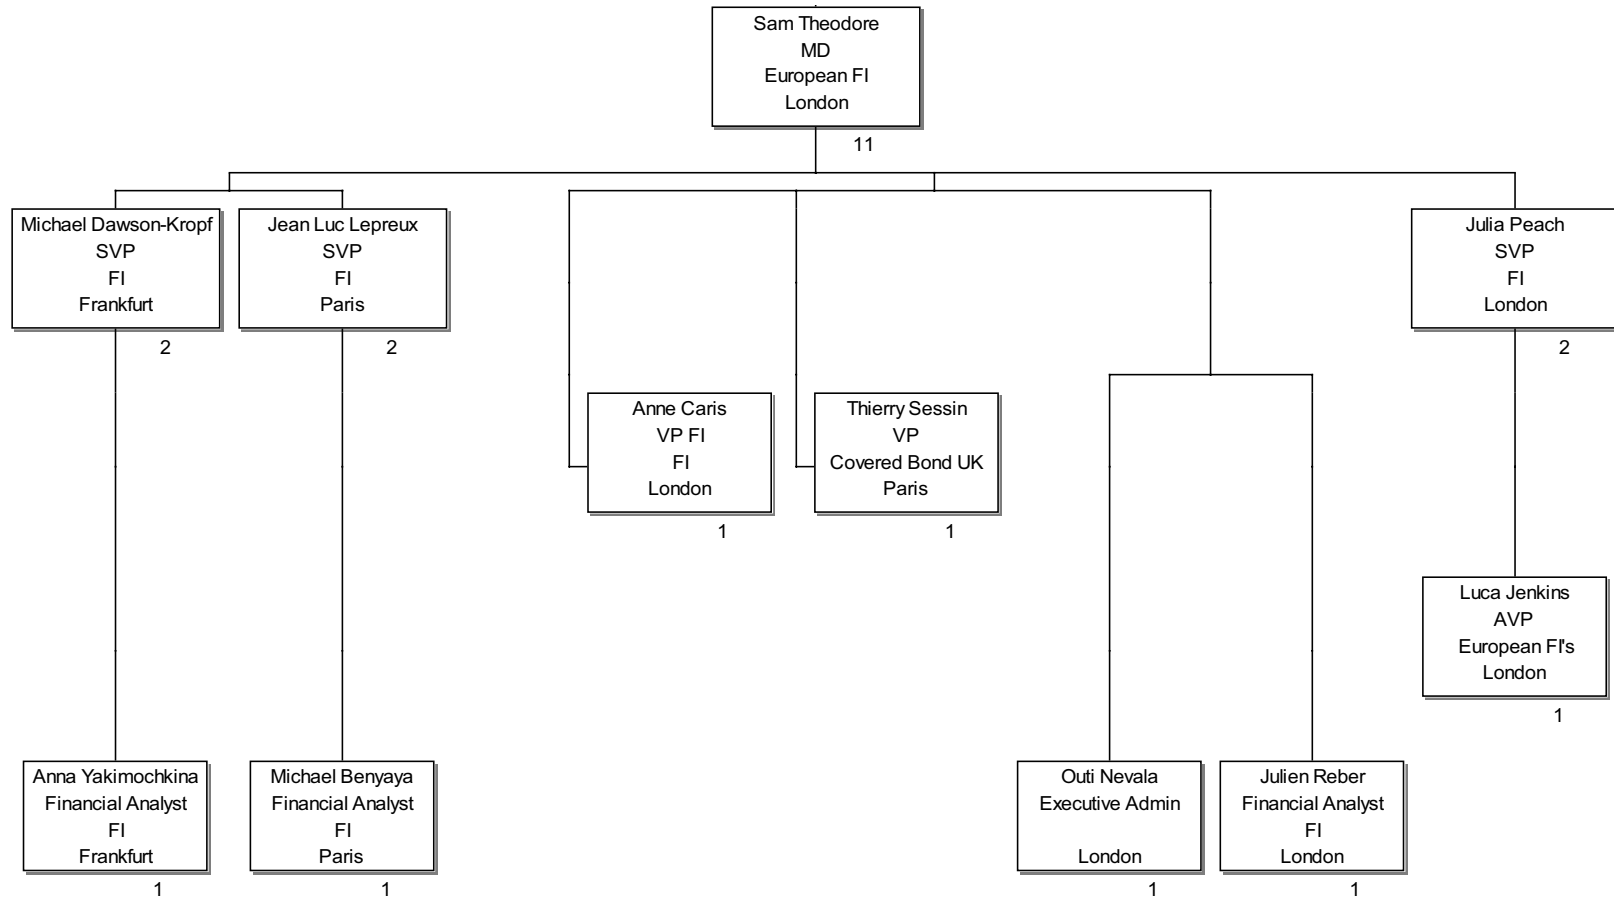 Sam Theodore
MD
European FI
London
11
Michael Dawson-Kropf
SVP
FI
Frankfurt
2
Jean Luc Lepreux
SVP
FI
Paris
2
Julia Peach
SVP
FI
London
2
Anne Caris
VP FI
FI
London
1
Thierry Sessin
VP
Covered Bond UK
Paris
1
Luca Jenkins
AVP
European FI's
London
1
Anna Yakimochkina
Financial Analyst
FI
Frankfurt
1
Michael Benyaya
Financial Analyst
FI
Paris
1
Outi Nevala
Executive Admin
London
1
Julien Reber
Financial Analyst
FI
London
1